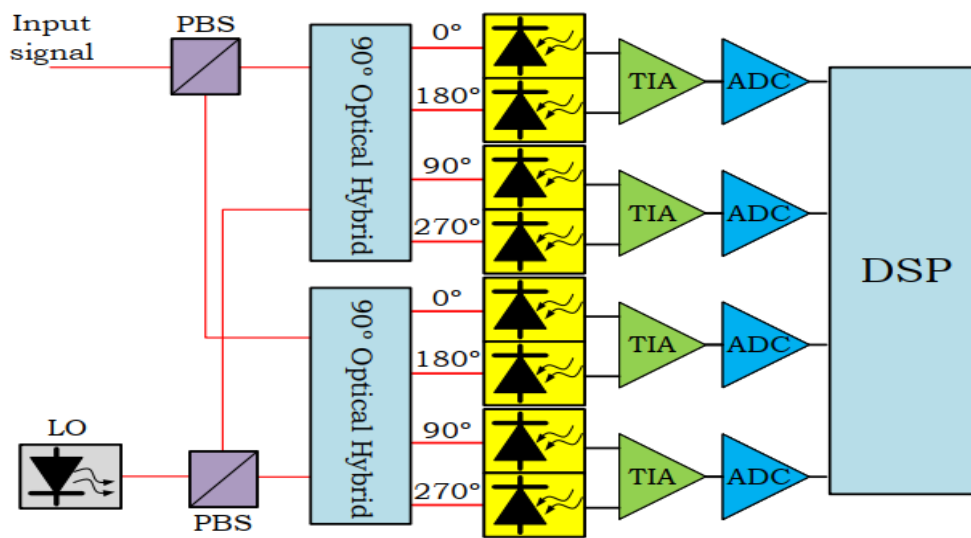 Input
signal
PBS
90° Optical Hybrid
0°
180°
90°
270°
TIA
ADC
TIA
ADC
DSP
90° Optical Hybrid
0°
180°
90°
270°
TIA
ADC
TIA
ADC
LO
PBS